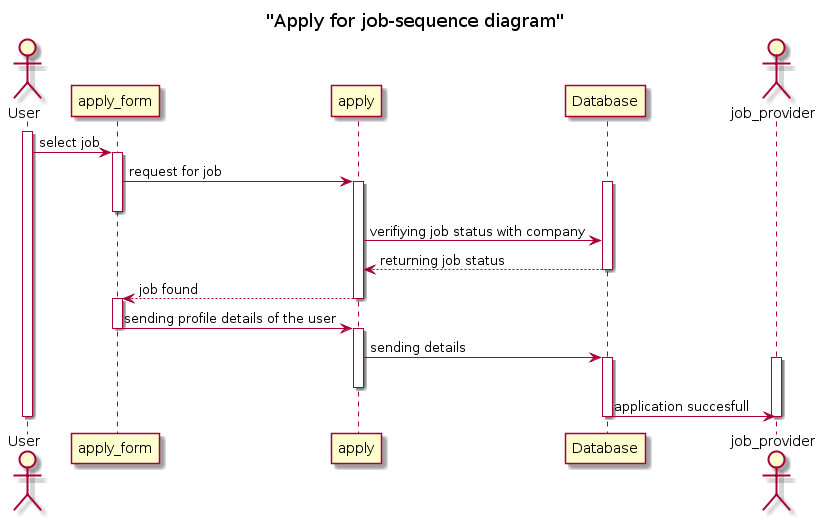 "Apply for job-sequence diagram"
User
apply_form
apply
Database
job_provider
select job
request for job
verifiying job status with company
returning job status
job found
sending profile details of the user
sending details
application succesfull
User
apply_form
apply
Database
job_provider